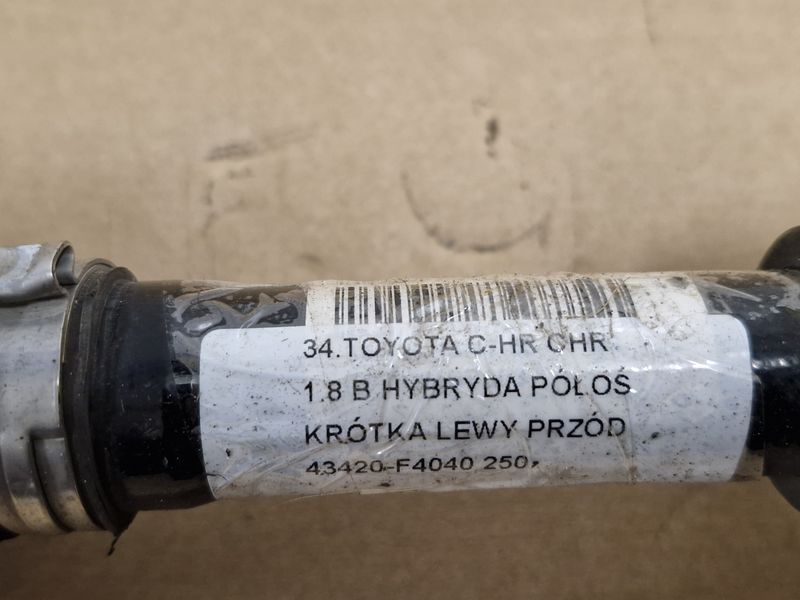 34.TOYOTA C-HR CHR
1.8 B HYBRYDA PÓŁOŚ
KRÓTKA LEWY PRZÓD
43420-F4040 250,